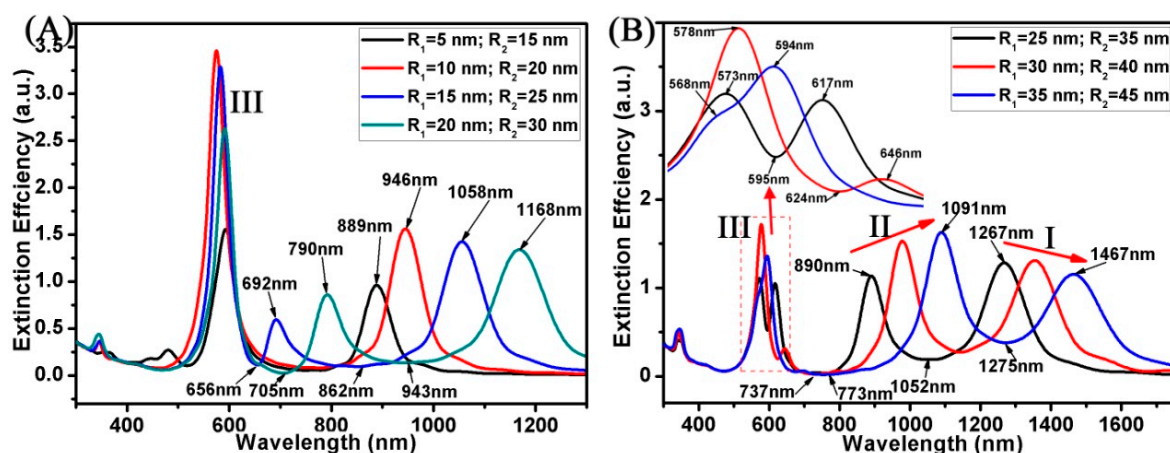 (A)
R1=5 nm; R2=15 nm
R1=10 nm; R2=20 nm
R1=15 nm; R2=25 nm
R1=20 nm; R2=30 nm
III
946nm
1058nm
1168nm
889nm
790nm
692nm
656nm
705nm
862nm
943nm
3.5
3.0
2.5
2.0
1.5
1.0
0.5
0.0
Extinction Effciency (a.u.)
400
600
800
1000
1200
Wavelength (nm)
(B)
R1=25 nm; R2=35 nm
R1=30 nm; R2=40 nm
R1=35 nm; R2=45 nm
578nm
594nm
568nm
573nm
617nm
595nm
624nm
646nm
III
II
I
890nm
1091nm
1267nm
1467nm
737nm
773nm
1052nm
1275nm
4
3
2
1
0
Extinction Effciency (a.u.)
400
600
800
1000
1200
1400
1600
Wavelength (nm)